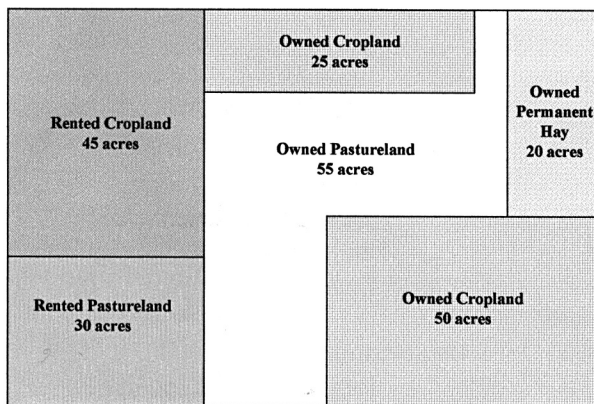 Owned Cropland
25 acres
Owned
Permanent
Hay
20 acres
Rented Cropland
45 acres
Owned Pastureland
55 acres
Rented Pastureland
30 acres
Owned Cropland
50 acres